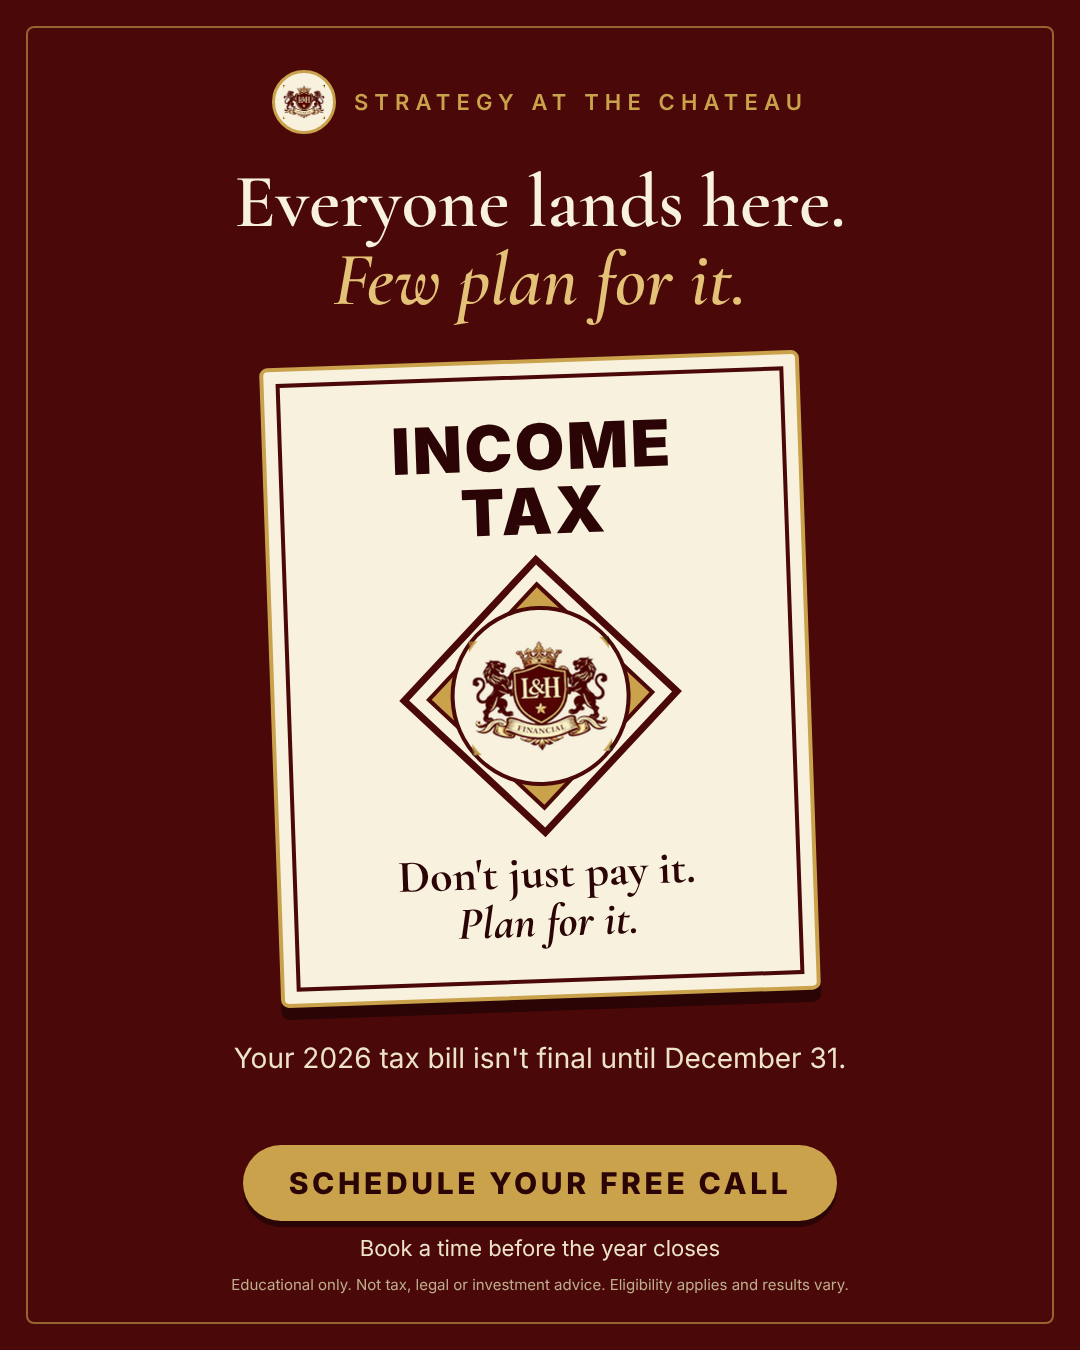 L&H
STRATEGY AT THE CHATEAU
Everyone lands here.
Few plan for it.
INCOME
TAX
L&H
FINANCIAL
Don't just pay it.
Plan for it.
Your 2026 tax bill isn't final until December 31.
SCHEDULE YOUR FREE CALL
Book a time before the year closes
Educational only. Not tax, legal or investment advice. Eligibility applies and results vary.